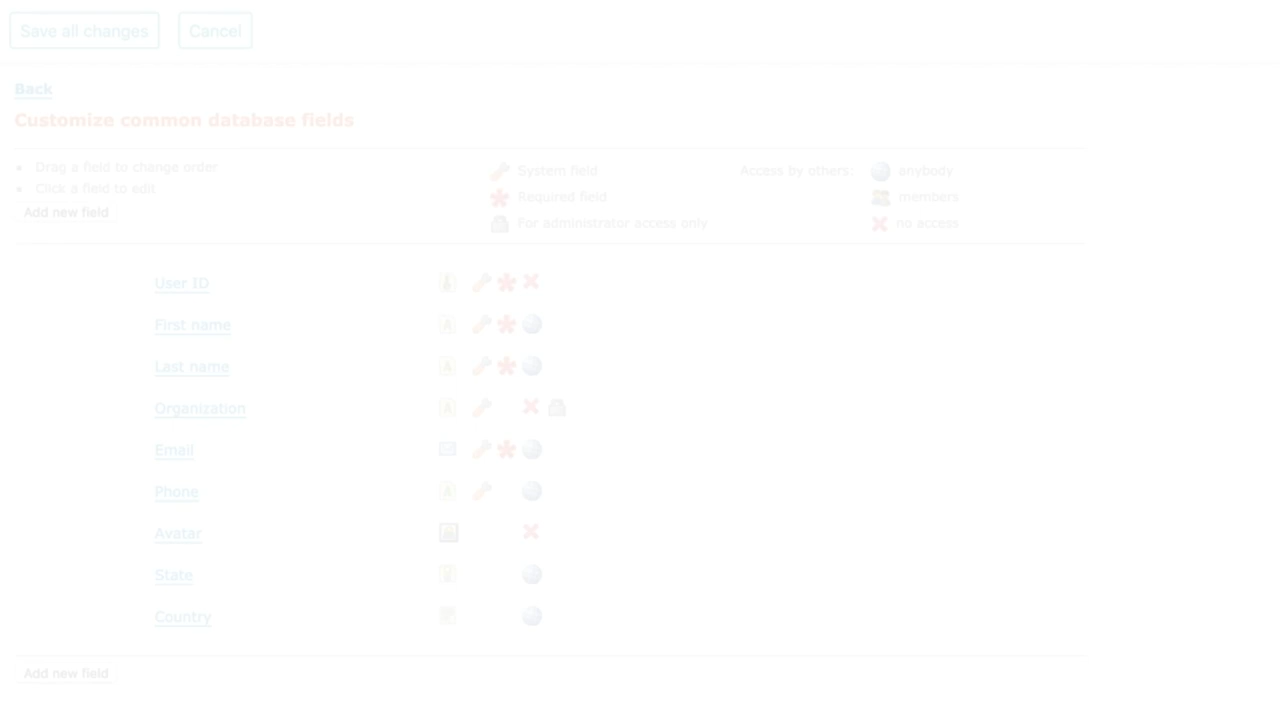 Save all changes Cancel
Back
Customize common database fields
Drag a field to change order
Click a field to edit
Add new field
System field
Required field
For administrator access only
Access by others: anybody
members
no access
User ID
First name
Last name
Organization
Email
Phone
Avatar
State
Country
Add new field